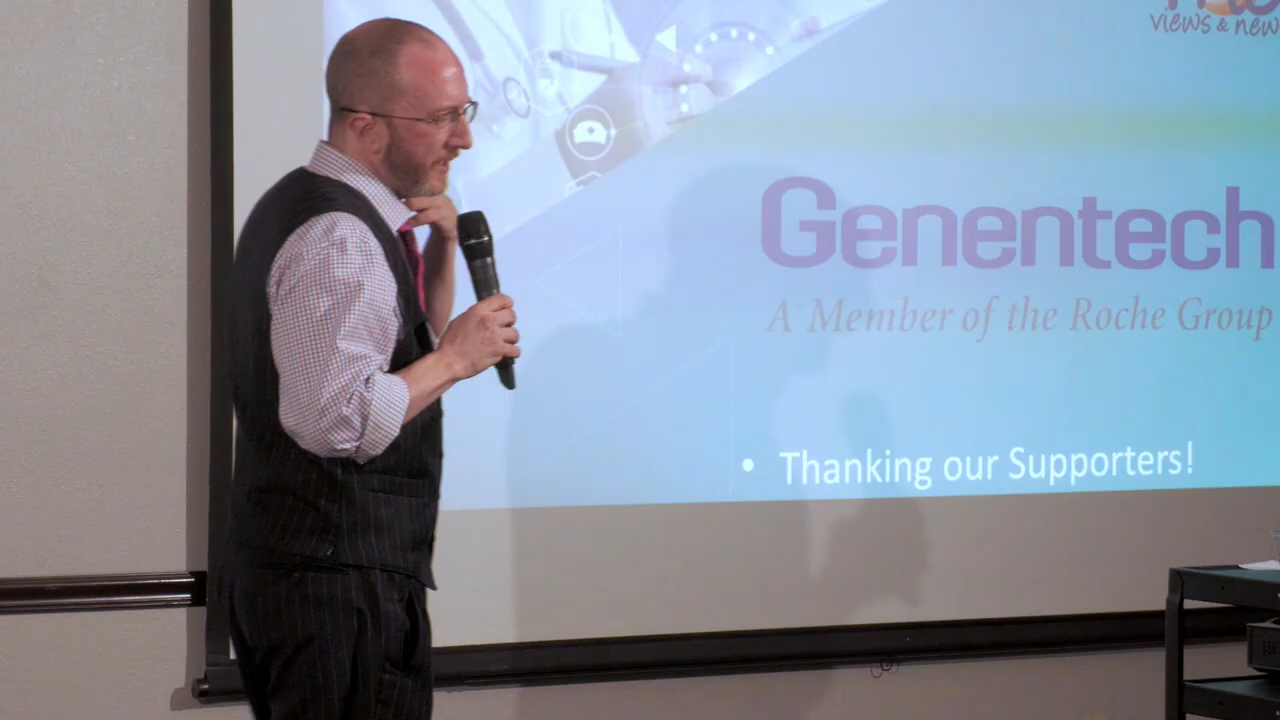 views & new
Genentech
A Member of the Roche Group
• Thanking our Supporters!